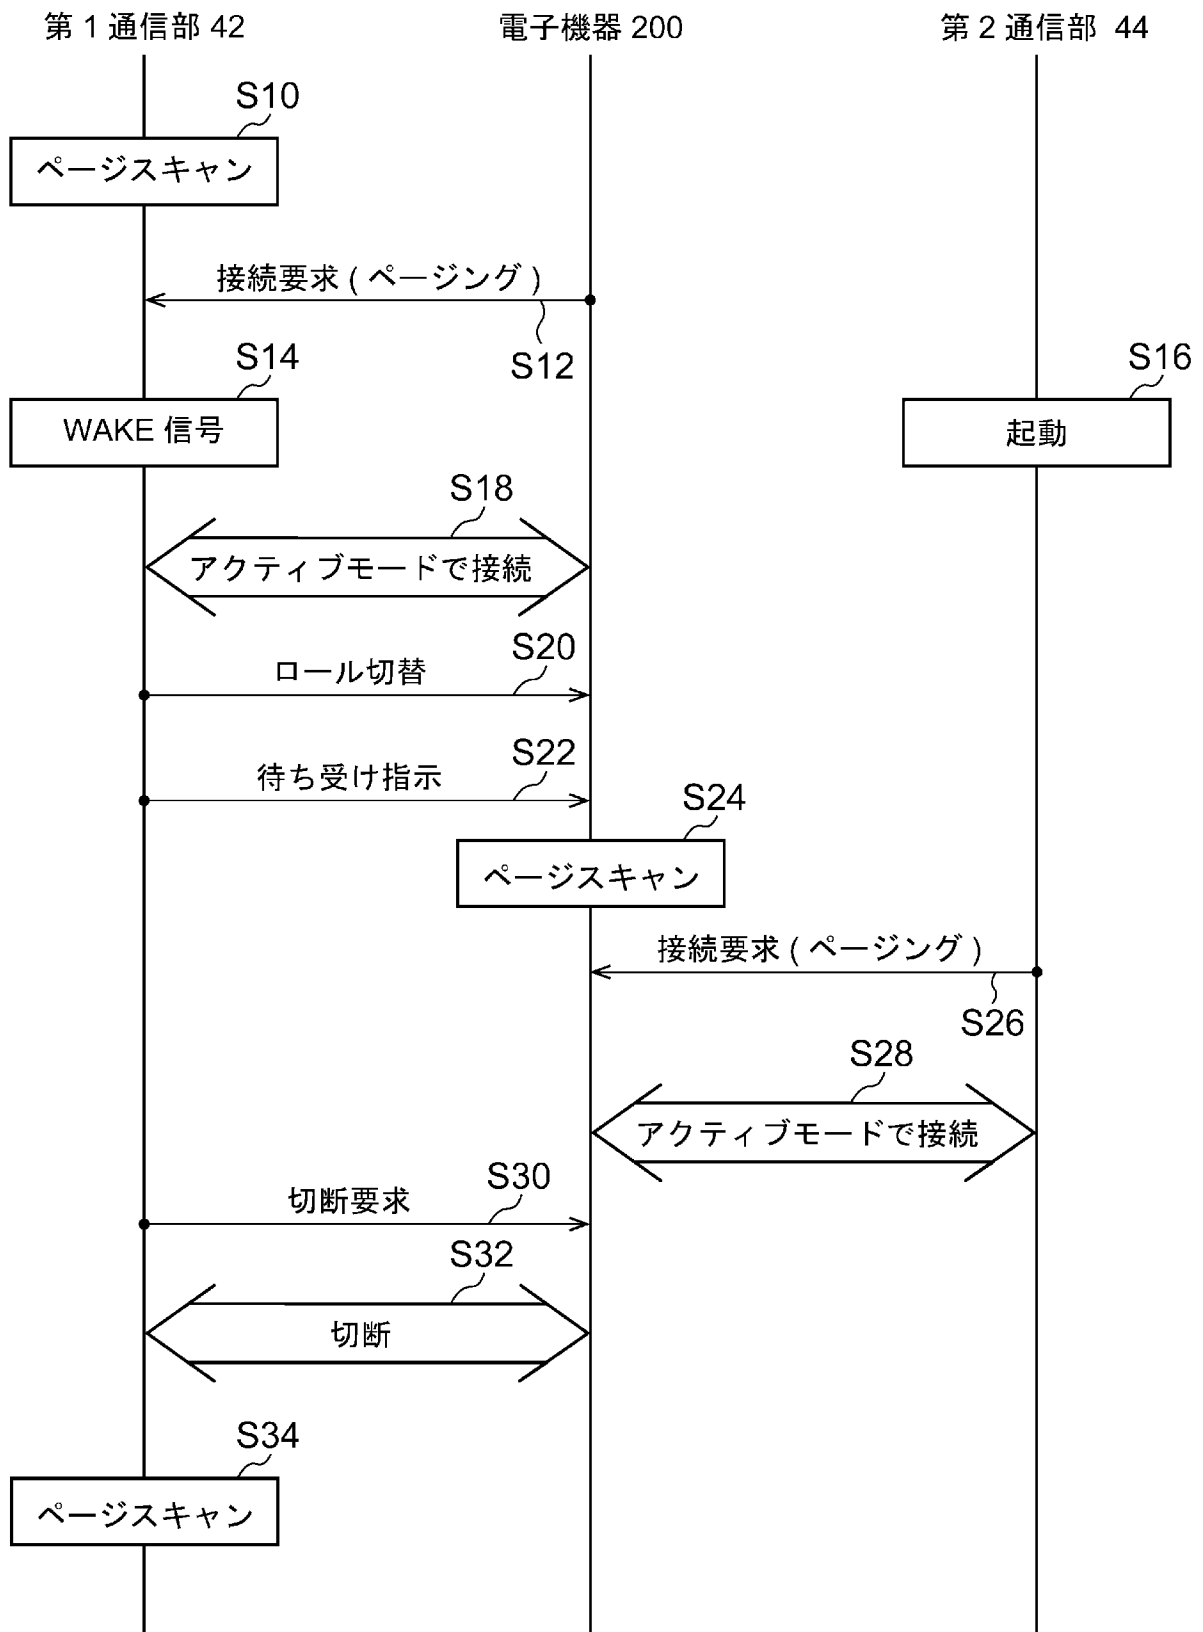 第1通信部 42
電子機器 200
第2通信部 44
S10
ページスキャン
接続要求 ( ページング )
S12
S14
WAKE 信号
S16
起動
S18
アクティブモードで接続
S20
ロール切替
S22
待ち受け指示
S24
ページスキャン
接続要求 ( ページング )
S26
S28
アクティブモードで接続
S30
切断要求
S32
切断
S34
ページスキャン